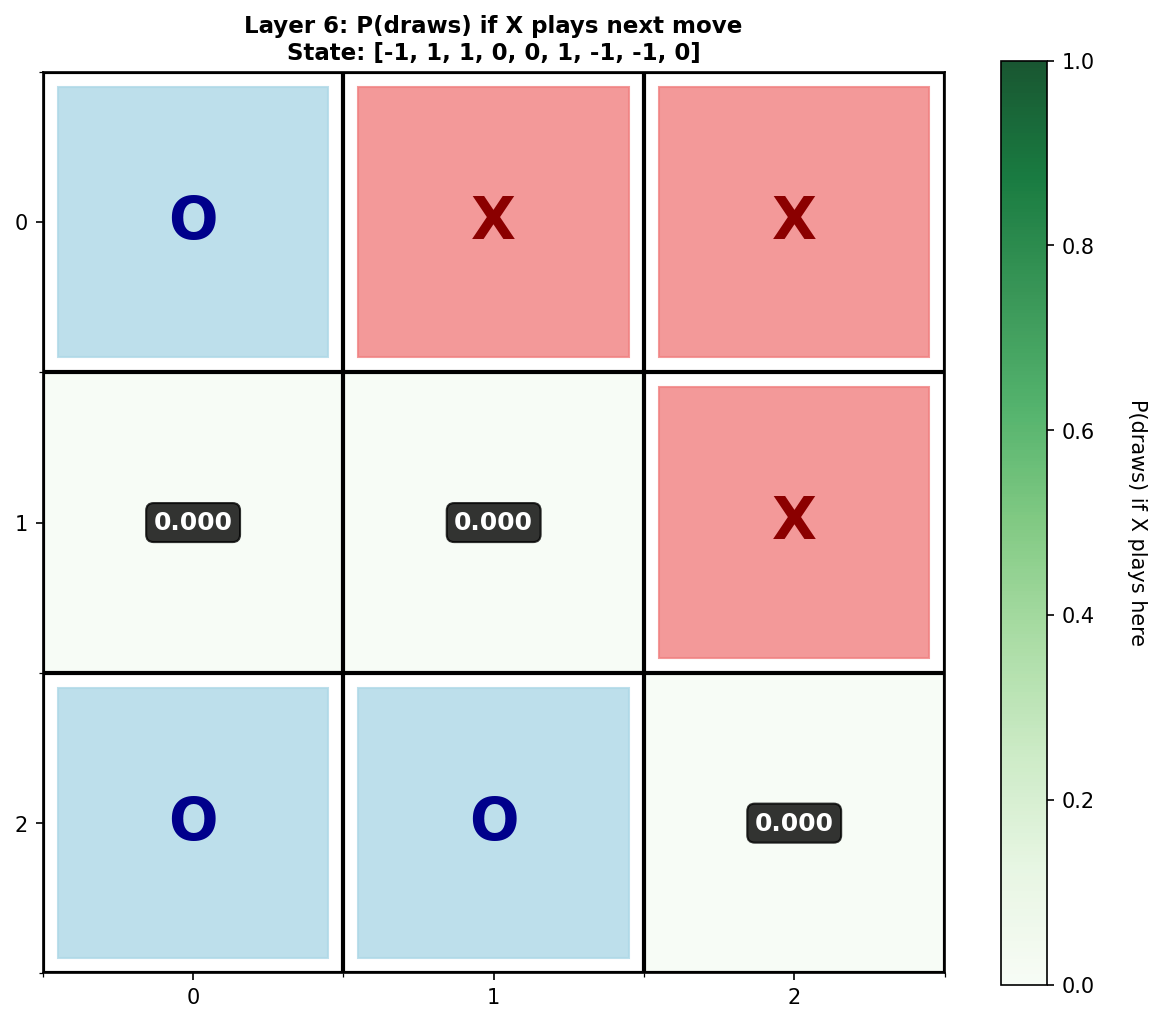 Layer 6: P(draws) if X plays next move
State: [-1, 1, 1, 0, 0, 1, -1, -1, 0]
O X X
0
0.000 0.000 X
1
O O 0.000
2
0 1 2
1.0
0.8
0.6
0.4
0.2
0.0
P(draws) if X plays here